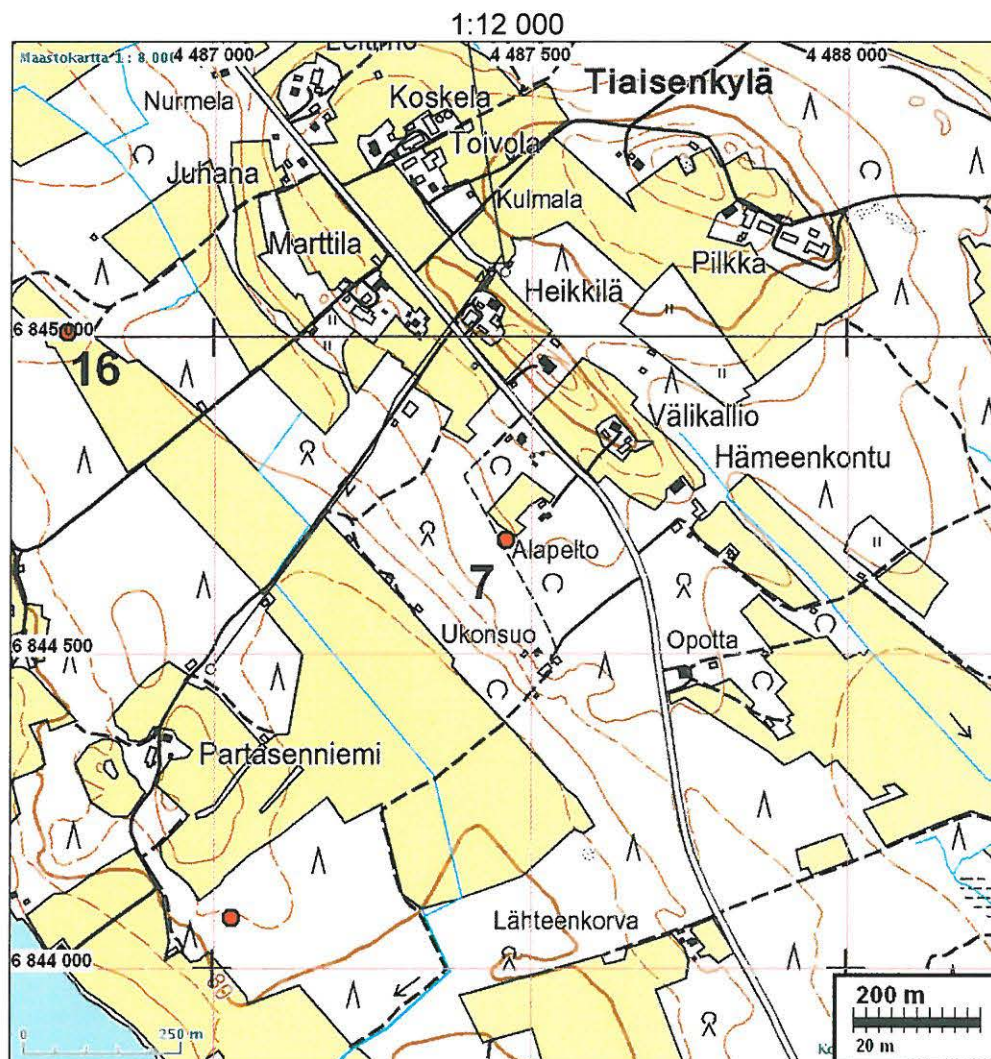 1:12 000
Maastokartta 1 : 8 000
4 487 000
4 487 500
4 488 000
Tiaisenkylä
Nurmela
Koskela
Toivola
Juhana
Kulmala
Marttila
Pilkka
Heikkilä
6 845 000
16
Välikallio
Hämeenkontu
Alapelto
7
Ukonsuo
Opotta
6 844 500
Partasenniemi
Lähteenkorva
6 844 000
80
200 m
0 250 m
20 m